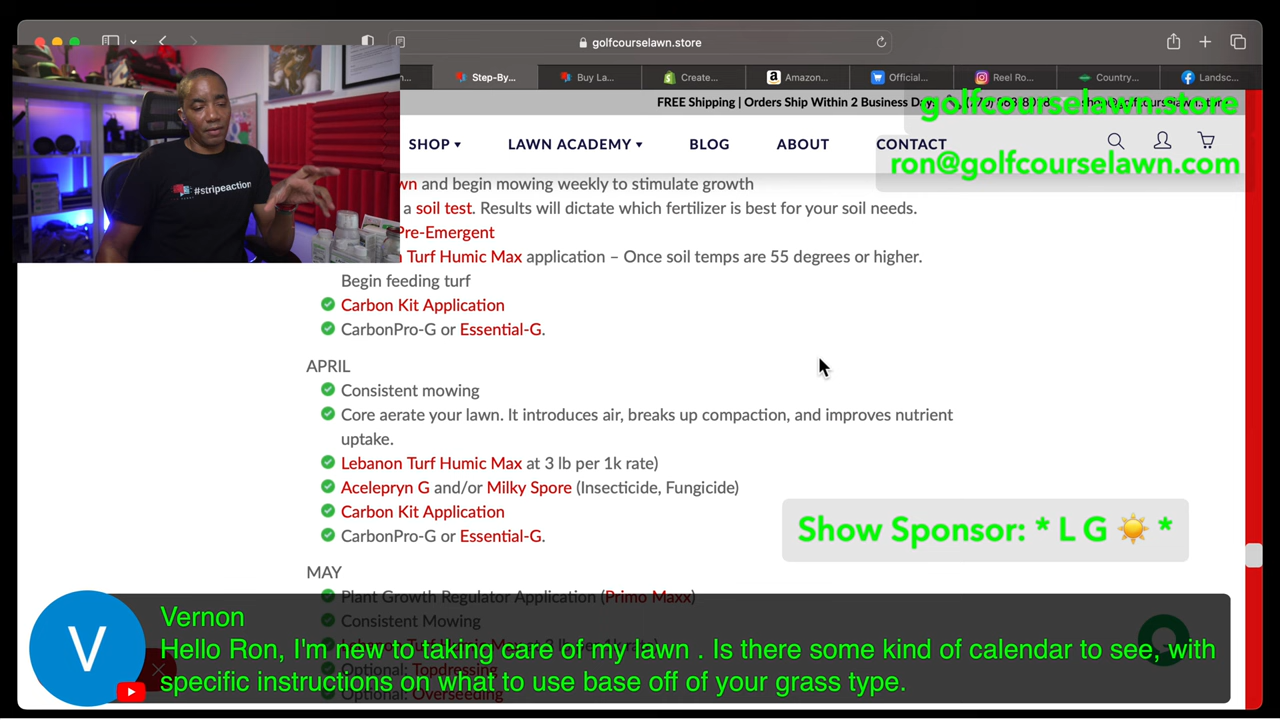 golfcourselawn.store
Step-By...
Buy La...
Create...
Amazon...
Official...
Reel Ro...
Country...
Landsc...
FREE Shipping | Orders Ship Within 2 Business Days
golfcourselawn.store
SHOP
LAWN ACADEMY
BLOG
ABOUT
CONTACT
ron@golfcourselawn.com
#stripeaction
and begin mowing weekly to stimulate growth
a soil test. Results will dictate which fertilizer is best for your soil needs.
Pre-Emergent
Turf Humic Max application – Once soil temps are 55 degrees or higher.
Begin feeding turf
Carbon Kit Application
CarbonPro-G or Essential-G.
APRIL
Consistent mowing
Core aerate your lawn. It introduces air, breaks up compaction, and improves nutrient
uptake.
Lebanon Turf Humic Max at 3 lb per 1k rate)
Acelepryn G and/or Milky Spore (Insecticide, Fungicide)
Carbon Kit Application
CarbonPro-G or Essential-G.
Show Sponsor: * L G ☀️ *
MAY
Plant Growth Regulator Application (Primo Maxx)
Consistent Mowing
Optional: Topdressing
Optional: Overseeding
V
Vernon
Hello Ron, I'm new to taking care of my lawn . Is there some kind of calendar to see, with
specific instructions on what to use base off of your grass type.